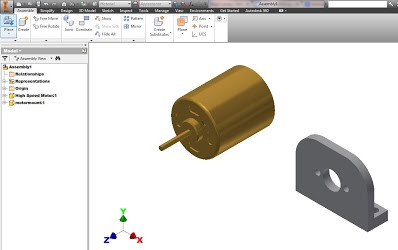 Assembly1
Assemble Simplify Design 3D Model Sketch Inspect Tools Manage View Environments Get Started Autodesk 360
Place Create
Free Move
Free Rotate
Joint Constrain
Show
Hide All
Pattern
Mirror
Plane
Axis
Point
UCS
Model
Assembly View
Assembly1
Relationships
Representations
Origin
High Speed Motor:1
motormount:1
Y
Z
X